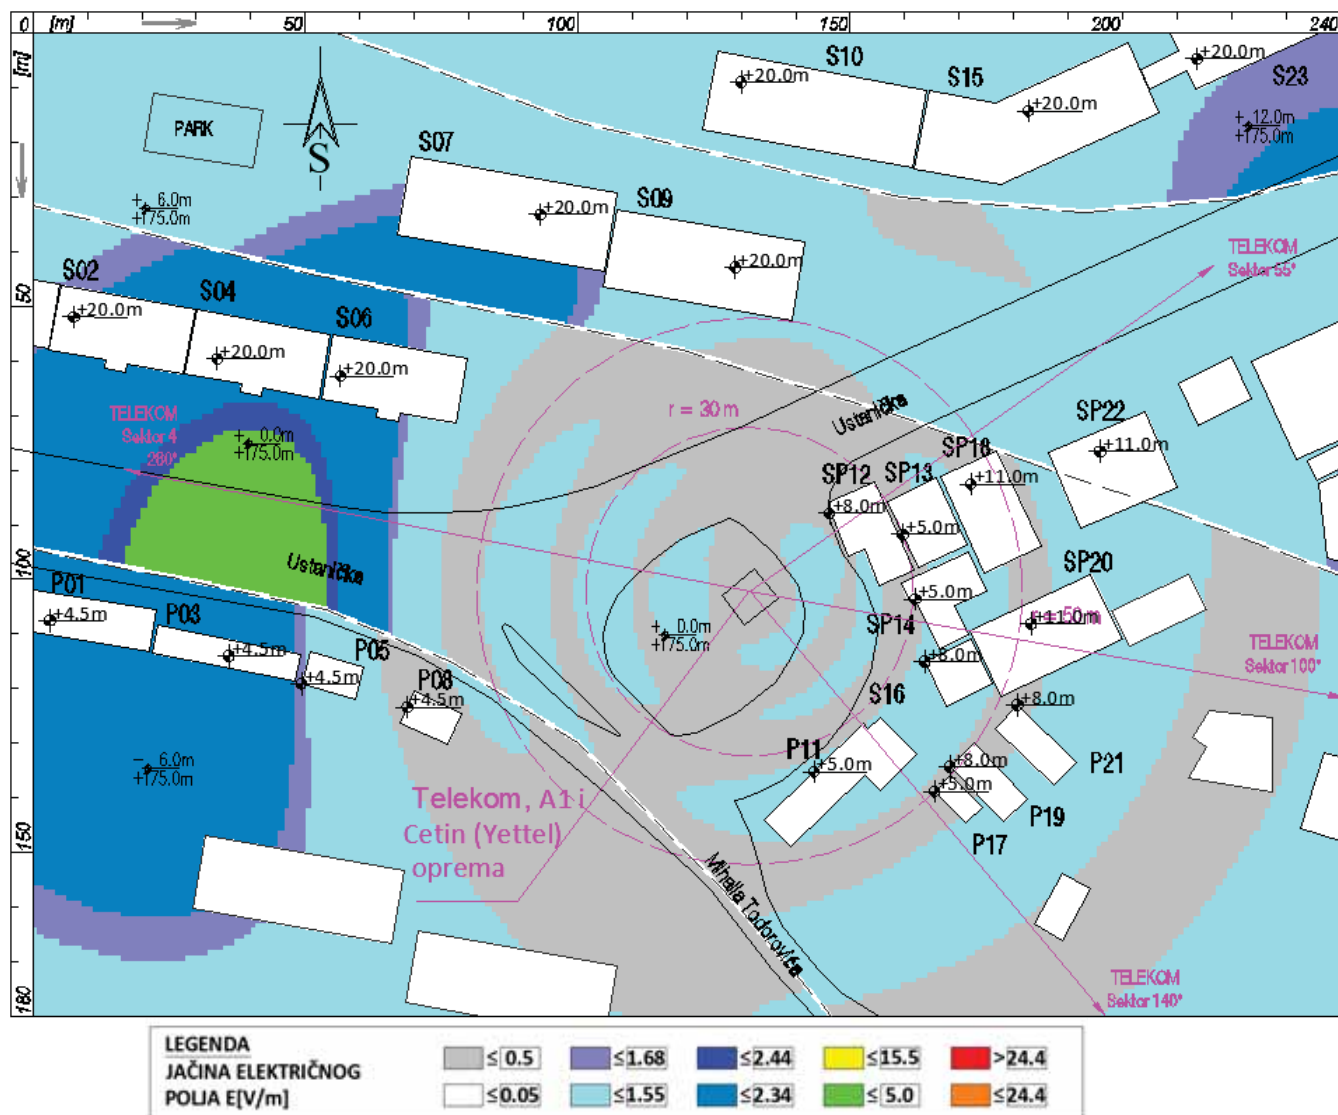 0 [m] 50 100 150 200 240
[m]
S10
S15
S23
+20.0m
+20.0m
+20.0m
+ 12.0m
+175.0m
PARK
S
S07
S09
+ 6.0m
+175.0m
+20.0m
+20.0m
TELEKOM
Sektor 55°
S02
S04
S06
50
+20.0m
+20.0m
+20.0m
r = 30 m
Ustanička
TELEKOM
Sektor 4
280°
+ 0.0m
+175.0m
SP22
SP18
SP13
SP12
+11.0m
+11.0m
+8.0m
+5.0m
100
Ustanička
P01
P03
P05
P08
+4.5m
+4.5m
+4.5m
+4.5m
+ 0.0m
+175.0m
SP20
+5.0m
+11.0m
r = 50 m
SP14
+8.0m
TELEKOM
Sektor 100°
S16
+8.0m
P11
+5.0m
+8.0m
+5.0m
P21
P19
P17
− 6.0m
+175.0m
Telekom, A1 i
Cetin (Yettel)
oprema
150
Mihaila Todorovića
TELEKOM
Sektor 140°
180
LEGENDA
JAČINA ELEKTRIČNOG
POLJA E[V/m]
≤ 0.5 ≤1.68 ≤2.44 ≤15.5 >24.4
≤0.05 ≤1.55 ≤2.34 ≤ 5.0 ≤24.4